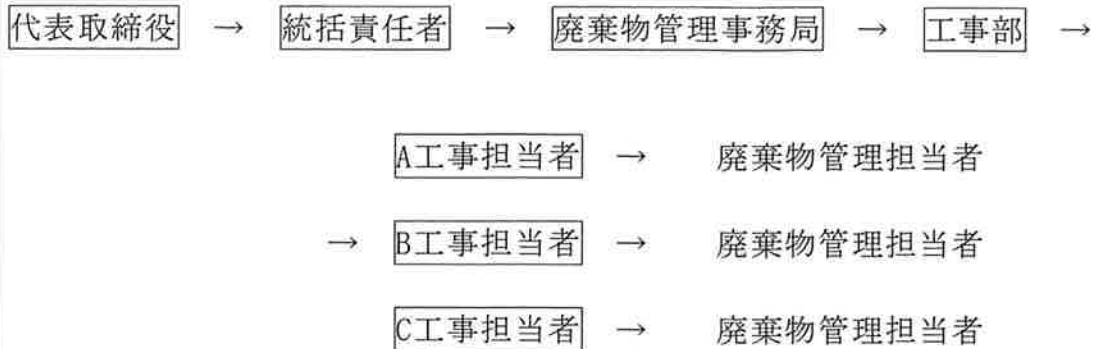 代表取締役 → 統括責任者 → 廃棄物管理事務局 → 工事部 →
A工事担当者 → 廃棄物管理担当者
→ B工事担当者 → 廃棄物管理担当者
C工事担当者 → 廃棄物管理担当者